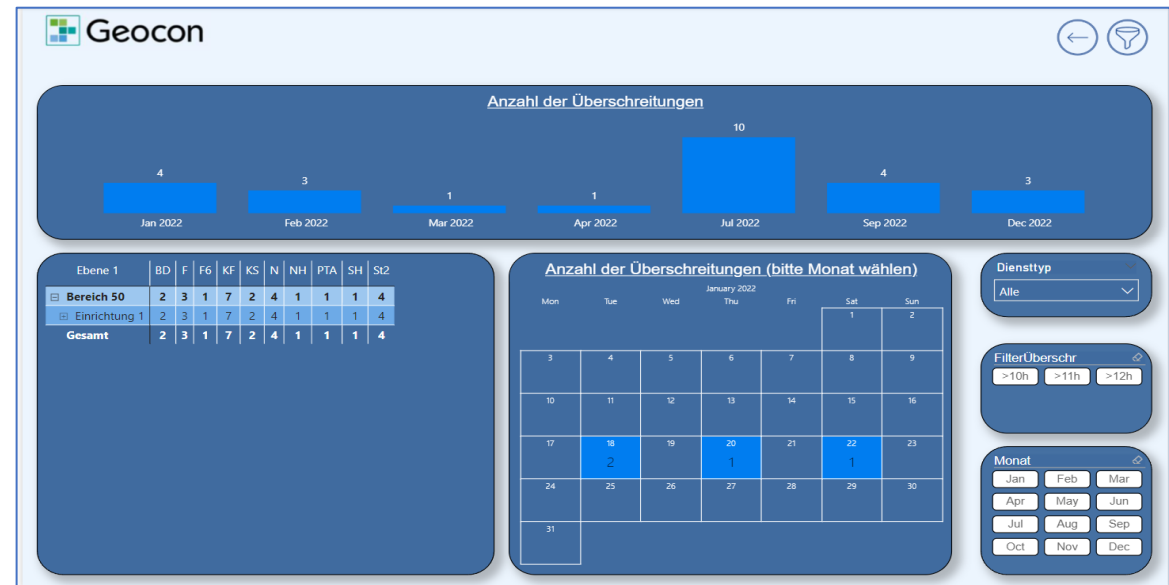 Geocon
Anzahl der Überschreitungen
10
4
3
1
1
4
3
Jan 2022 Feb 2022 Mar 2022 Apr 2022 Jul 2022 Sep 2022 Dec 2022
Ebene 1 BD F F6 KF KS N NH PTA SH St2
Bereich 50 2 3 1 7 2 4 1 1 1 4
Einrichtung 1 2 3 1 7 2 4 1 1 1 4
Gesamt 2 3 1 7 2 4 1 1 1 4
Anzahl der Überschreitungen (bitte Monat wählen)
January 2022
Mon Tue Wed Thu Fri Sat Sun
1 2
3 4 5 6 7 8 9
10 11 12 13 14 15 16
17 18 19 20 21 22 23
2 1 1
24 25 26 27 28 29 30
31
Diensttyp
Alle
FilterÜberschr
>10h >11h >12h
Monat
Jan Feb Mar
Apr May Jun
Jul Aug Sep
Oct Nov Dec